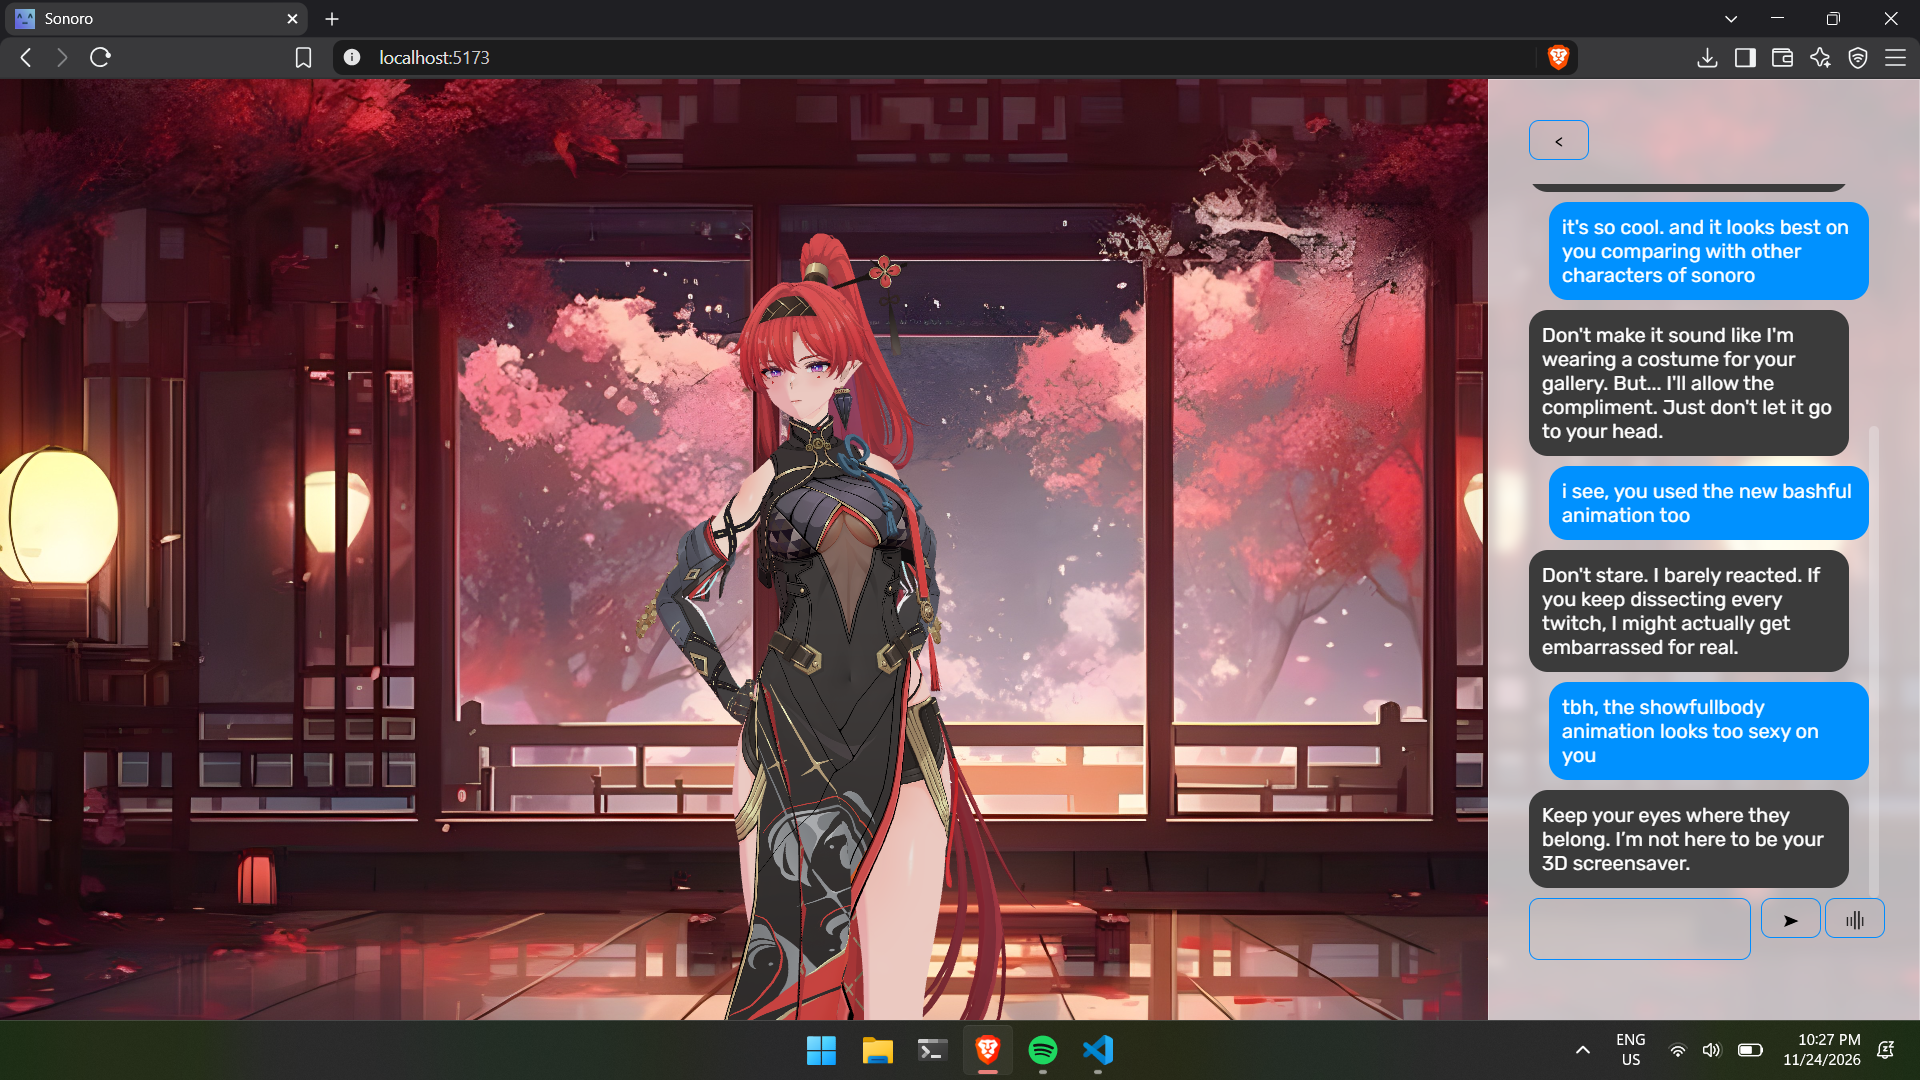 Sonoro
localhost:5173
<
it's so cool. and it looks best on
you comparing with other
characters of sonoro
Don't make it sound like I'm
wearing a costume for your
gallery. But... I'll allow the
compliment. Just don't let it go
to your head.
i see, you used the new bashful
animation too
Don't stare. I barely reacted. If
you keep dissecting every
twitch, I might actually get
embarrassed for real.
tbh, the showfullbody
animation looks too sexy on
you
Keep your eyes where they
belong. I’m not here to be your
3D screensaver.
ENG
US
10:27 PM
11/24/2026